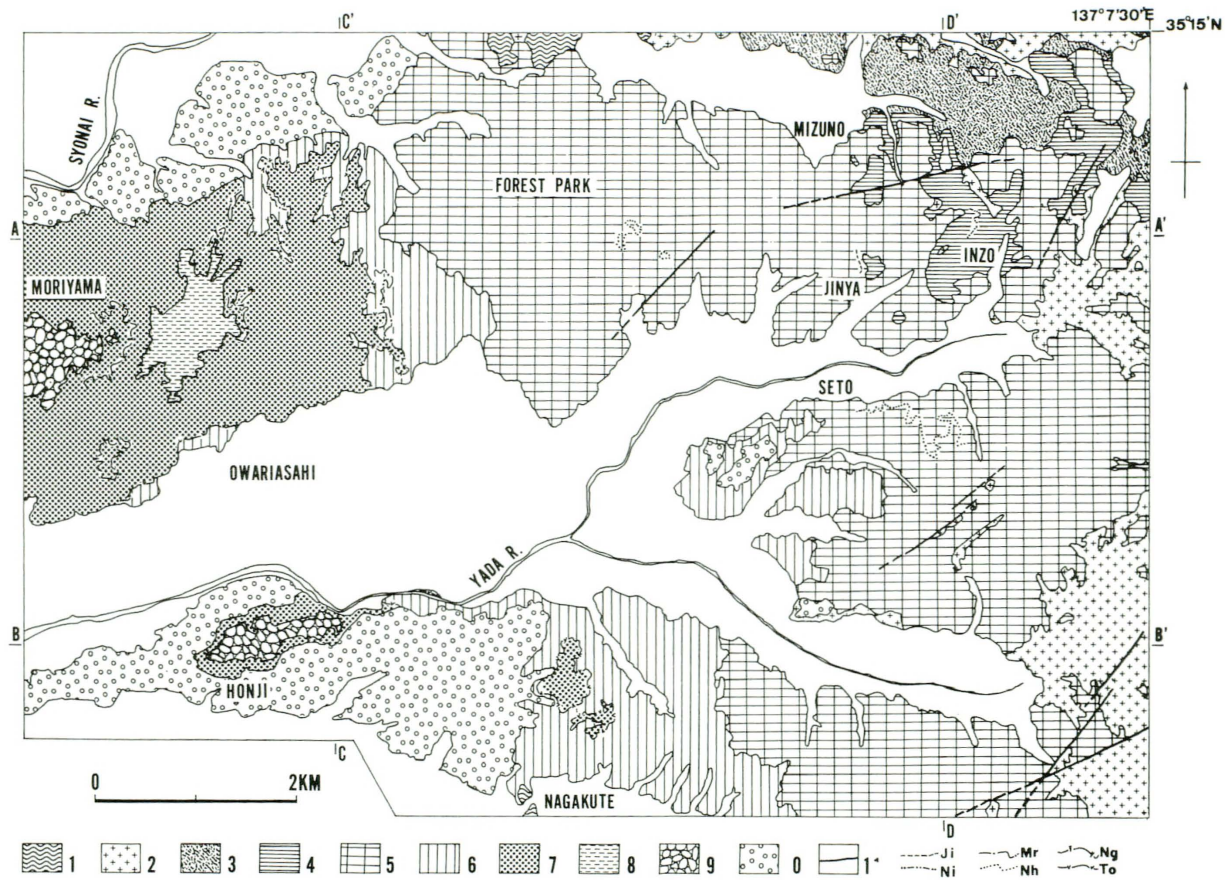 C'
D'
137°7'30"E
35°15'N
SYONAI R.
MIZUNO
FOREST PARK
A
A'
INZO
MORIYAMA
JINYA
SETO
OWARIASAHI
YADA R.
B
B'
HONJI
C
0 2KM
NAGAKUTE
D
1 2 3 4 5 6 7 8 9 0 1
Ji Mr Ng
Ni Nh To